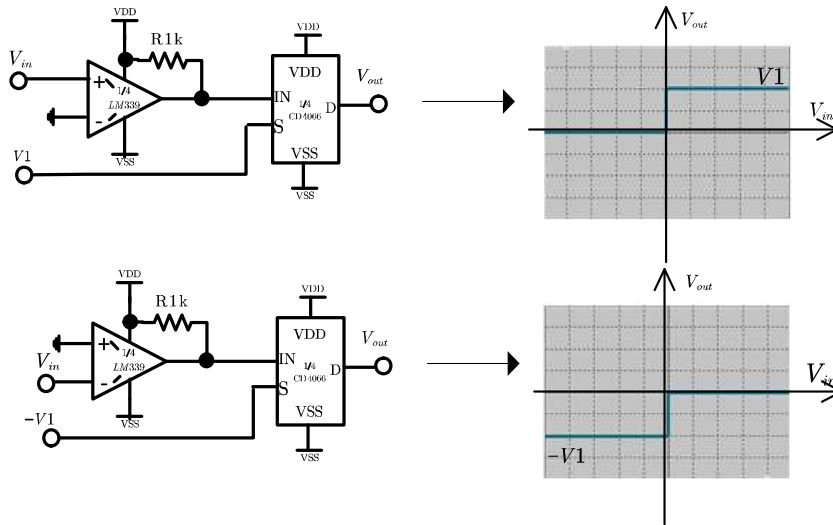 VDD
R1k
V_in
+
1/4
LM339
-
VSS
VDD
IN
1/4
CD4066
S
D
VSS
VDD
VSS
V_out
V1
V_out
V1
V_in
VDD
R1k
+
1/4
LM339
V_in
-
VSS
-V1
VDD
VDD
IN
1/4
CD4066
S
D
VSS
VSS
V_out
V_out
V_in
-V1